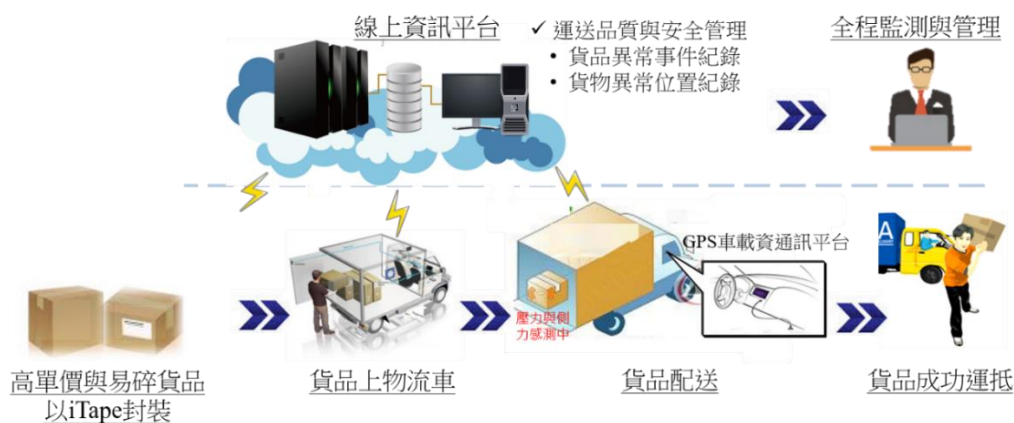 線上資訊平台
✓ 運送品質與安全管理
• 貨品異常事件紀錄
• 貨物異常位置紀錄
全程監測與管理
GPS車載資通訊平台
A
壓力與側
力感測中
高單價與易碎貨品
以iTape封裝
貨品上物流車
貨品配送
貨品成功運抵